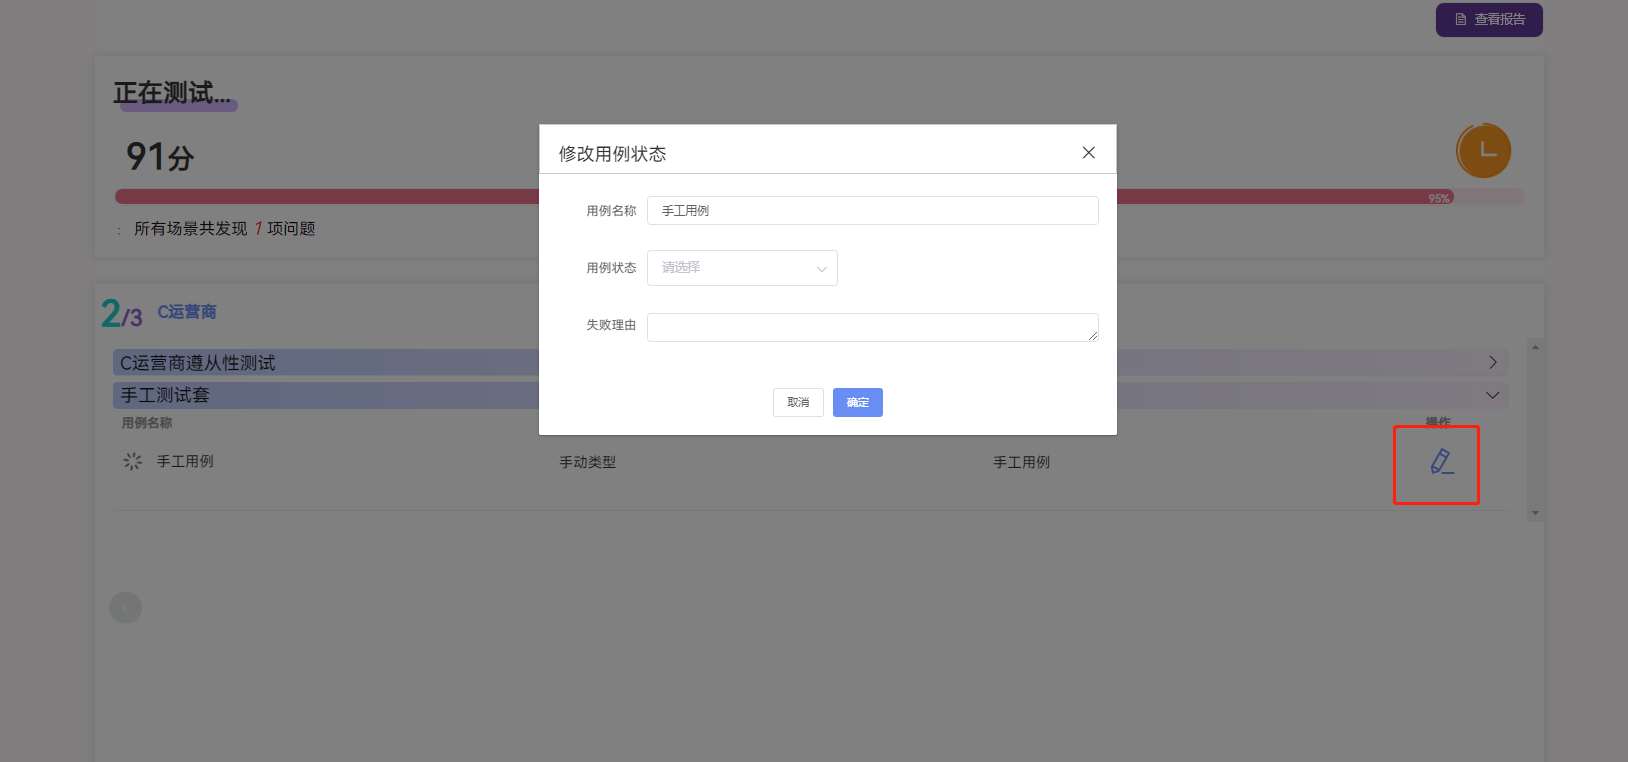 查看报告
正在测试...
91分
95%
: 所有场景共发现 1 项问题
修改用例状态
用例名称 手工用例
用例状态 请选择
失败理由
取消 确定
2/3 C运营商
C运营商遵从性测试
手工测试套
用例名称 操作
手工用例 手动类型 手工用例